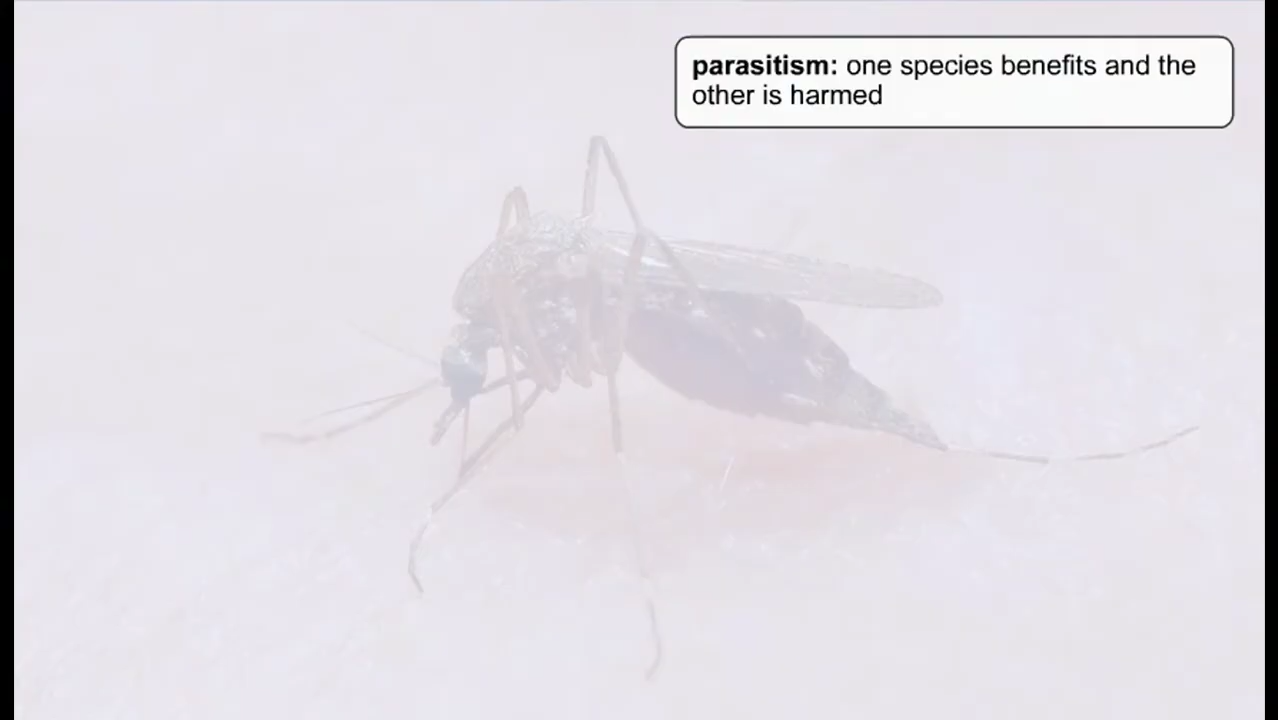 parasitism: one species benefits and the
other is harmed